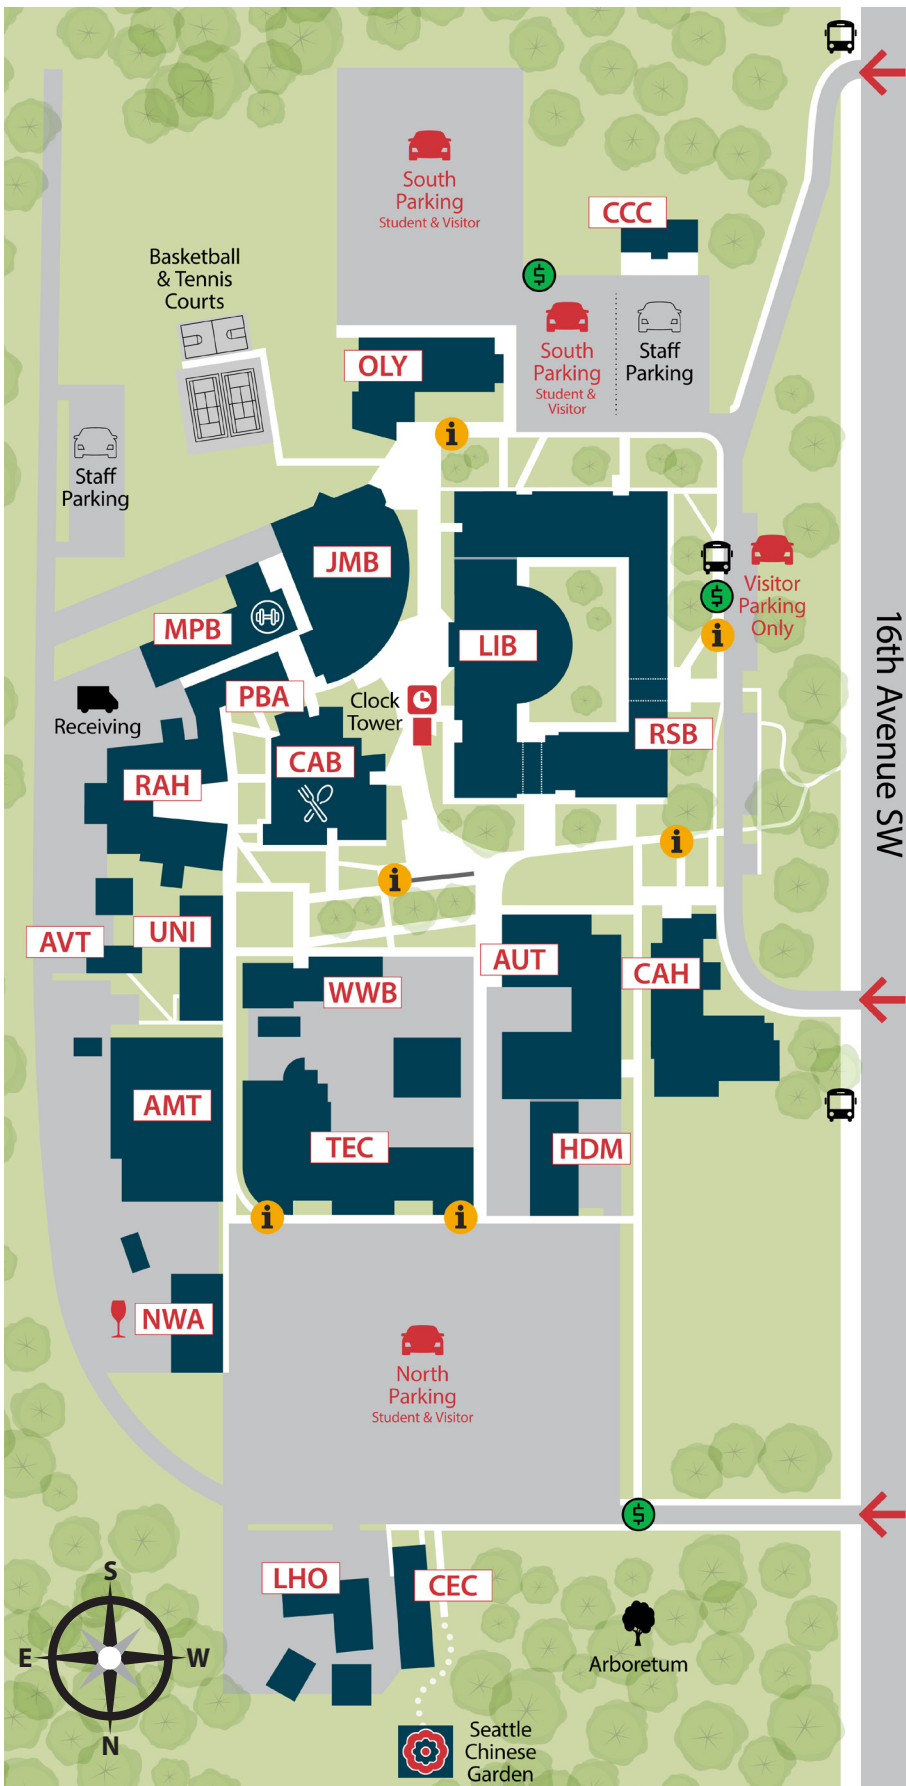 South
Parking
Student & Visitor
CCC
Basketball
& Tennis
Courts
$
South
Parking
Student &
Visitor
Staff
Parking
OLY
i
Staff
Parking
JMB
Visitor
Parking
Only
$
i
MPB
LIB
16th Avenue SW
PBA
Clock
Tower
Receiving
RSB
CAB
RAH
i
i
UNI
AVT
AUT
CAH
WWB
AMT
TEC
HDM
i
i
NWA
North
Parking
Student & Visitor
$
LHO
CEC
S
E
W
N
Arboretum
Seattle
Chinese
Garden